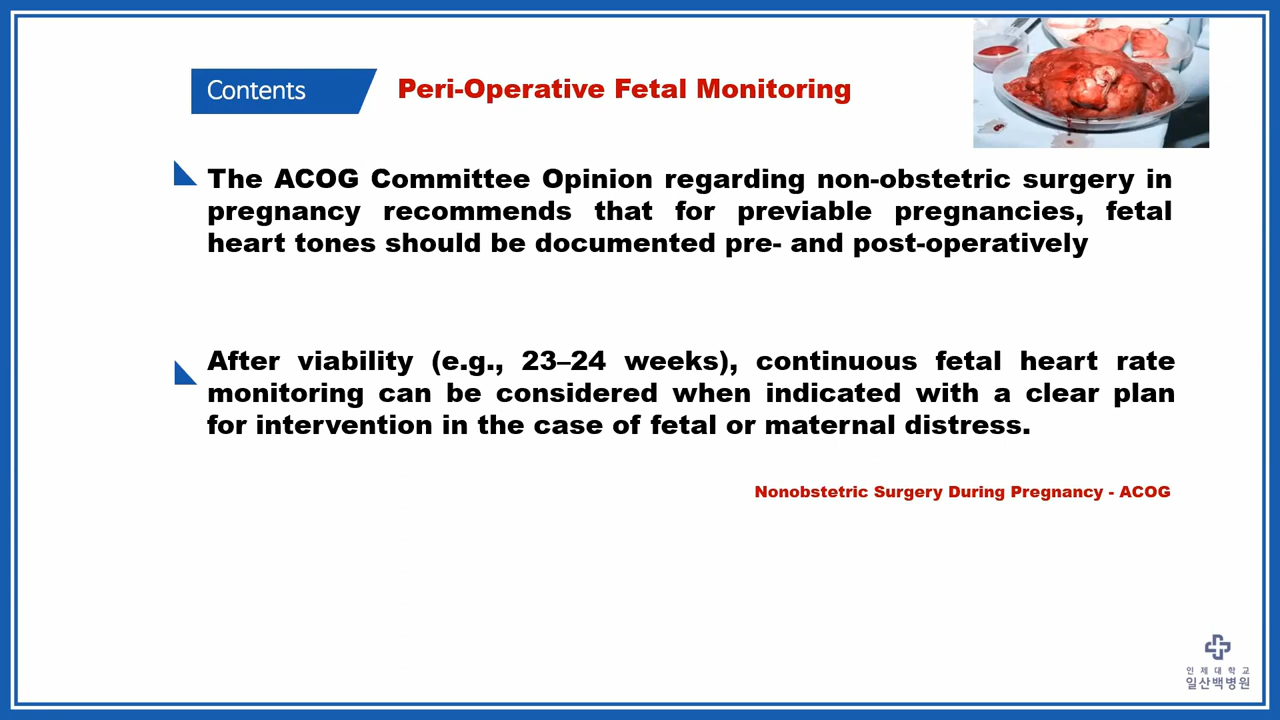 Contents
Peri-Operative Fetal Monitoring
The ACOG Committee Opinion regarding non-obstetric surgery in
pregnancy recommends that for previable pregnancies, fetal
heart tones should be documented pre- and post-operatively
After viability (e.g., 23–24 weeks), continuous fetal heart rate
monitoring can be considered when indicated with a clear plan
for intervention in the case of fetal or maternal distress.
Nonobstetric Surgery During Pregnancy - ACOG
인제대학교
일산백병원